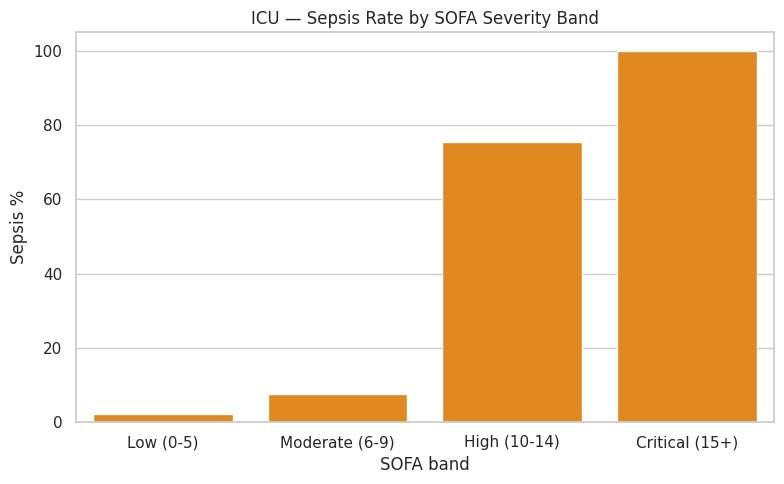 ICU — Sepsis Rate by SOFA Severity Band
Sepsis %
100
80
60
40
20
0
Low (0-5)
Moderate (6-9)
High (10-14)
Critical (15+)
SOFA band